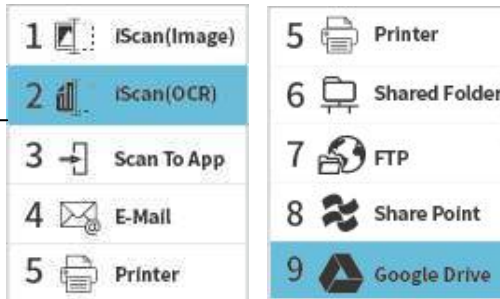 1 iScan(Image)
2 iScan(OCR)
3 Scan To App
4 E-Mail
5 Printer
5 Printer
6 Shared Folder
7 FTP
8 Share Point
9 Google Drive